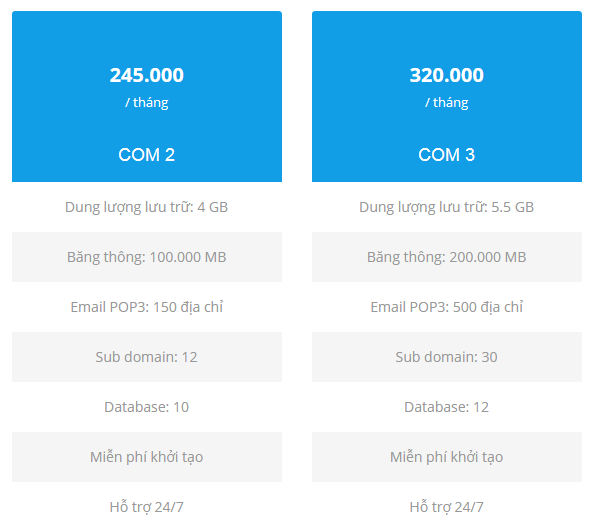 245.000
/ tháng
COM 2
Dung lượng lưu trữ: 4 GB
Băng thông: 100.000 MB
Email POP3: 150 địa chỉ
Sub domain: 12
Database: 10
Miễn phí khởi tạo
Hỗ trợ 24/7
320.000
/ tháng
COM 3
Dung lượng lưu trữ: 5.5 GB
Băng thông: 200.000 MB
Email POP3: 500 địa chỉ
Sub domain: 30
Database: 12
Miễn phí khởi tạo
Hỗ trợ 24/7